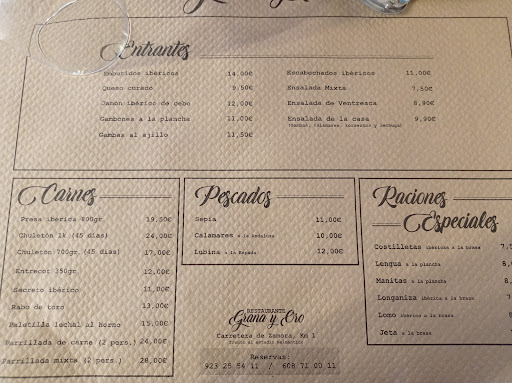 Entrantes
Embutidos ibéricos 14,00€
Queso curado 9,50€
Jamón ibérico de cebo 12,00€
Gambones a la plancha 11,00€
Gambas al ajillo 11,50€
Escabechados ibéricos 11,00€
Ensalada Mixta 7,50€
Ensalada de Ventresca 8,90€
Ensalada de la casa 9,90€
Carnes
Presa ibérica 800gr. 19,50€
Chuletón 1k (45 días) 24,00€
Chuletón 700gr. (45 días) 17,00€
Entrecot 350gr. 12,00€
Secreto ibérico 11,00€
Rabo de toro 13,00€
Paletilla lechal al horno 15,00€
Parrillada de carne (2 pers.) 24,00€
Parrillada mixta (2 pers.) 28,00€
Pescados
Sepia 11,00€
Calamares a la Andaluza 10,00€
Lubina a la Espada 12,00€
RESTAURANTE
Grana y Oro
Carretera de Zamora, Km 1
frente al estadio Helmántico
Reservas:
923 25 54 11 / 608 71 00 11
Raciones
Especiales
Costilletas ibéricas a la brasa
Lengua a la plancha
Manitas a la plancha
Longaniza ibérica a la brasa
Lomo ibérico a la brasa
Jeta a la brasa